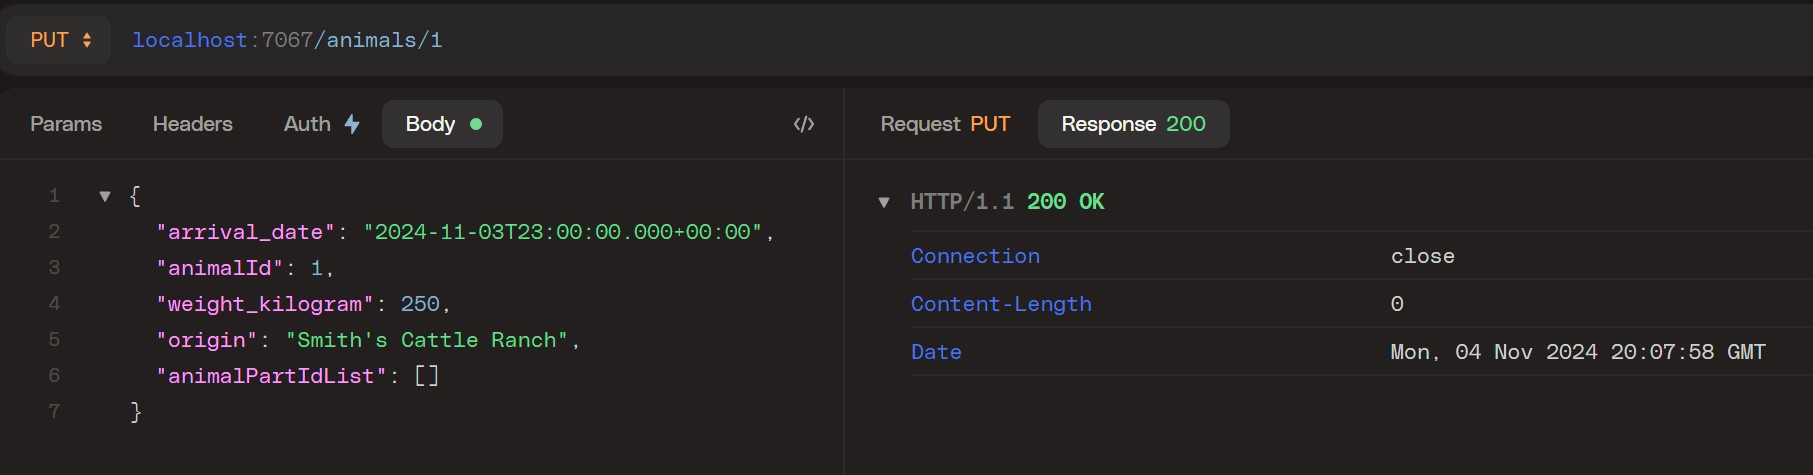 PUT localhost:7067/animals/1
Params Headers Auth Body </> Request PUT Response 200
1 {
2 "arrival_date": "2024-11-03T23:00:00.000+00:00",
3 "animalId": 1,
4 "weight_kilogram": 250,
5 "origin": "Smith's Cattle Ranch",
6 "animalPartIdList": []
7 }
HTTP/1.1 200 OK
Connection close
Content-Length 0
Date Mon, 04 Nov 2024 20:07:58 GMT